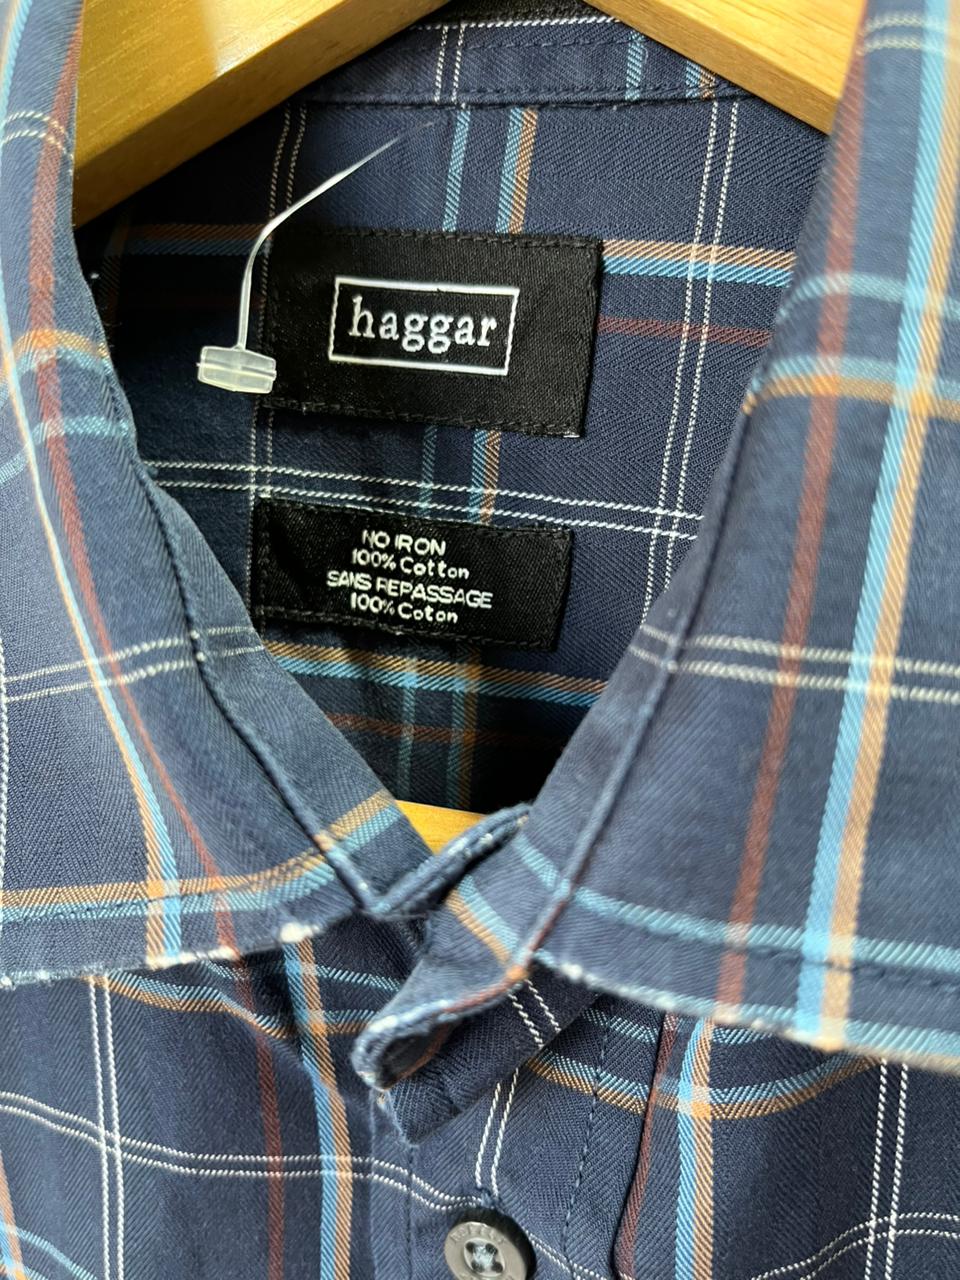 haggar
NO IRON
100% Cotton
SANS REPASSAGE
100% Coton